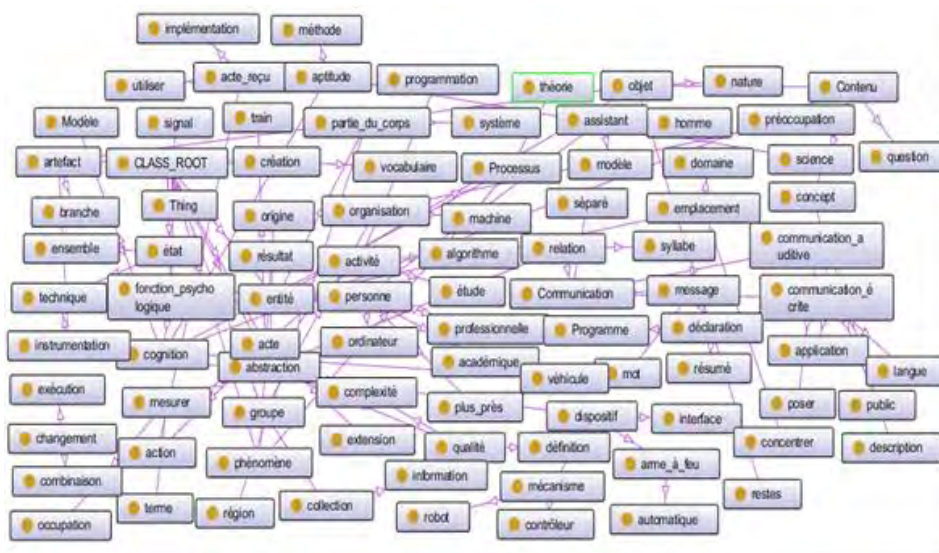 implémentation
méthode
utiliser
acte_reçu
aptitude
programmation
théorie
objet
nature
Contenu
Modèle
signal
train
partie_du_corps
système
assistant
homme
préoccupation
artefact
CLASS_ROOT
création
vocabulaire
Processus
modèle
domaine
science
question
branche
Thing
origine
organisation
machine
séparé
emplacement
concept
ensemble
état
résultat
activité
algorithme
relation
syllabe
communication_a
uditive
technique
fonction_psycho
logique
entité
personne
étude
Communication
message
communication_é
crite
instrumentation
cognition
acte
ordinateur
professionnelle
Programme
déclaration
application
langue
abstraction
académique
véhicule
mot
résumé
exécution
mesurer
groupe
complexité
plus_près
dispositif
interface
poser
public
changement
action
phénomène
extension
qualité
définition
concentrer
description
combinaison
information
arme_à_feu
occupation
terme
région
collection
robot
mécanisme
contrôleur
automatique
restes